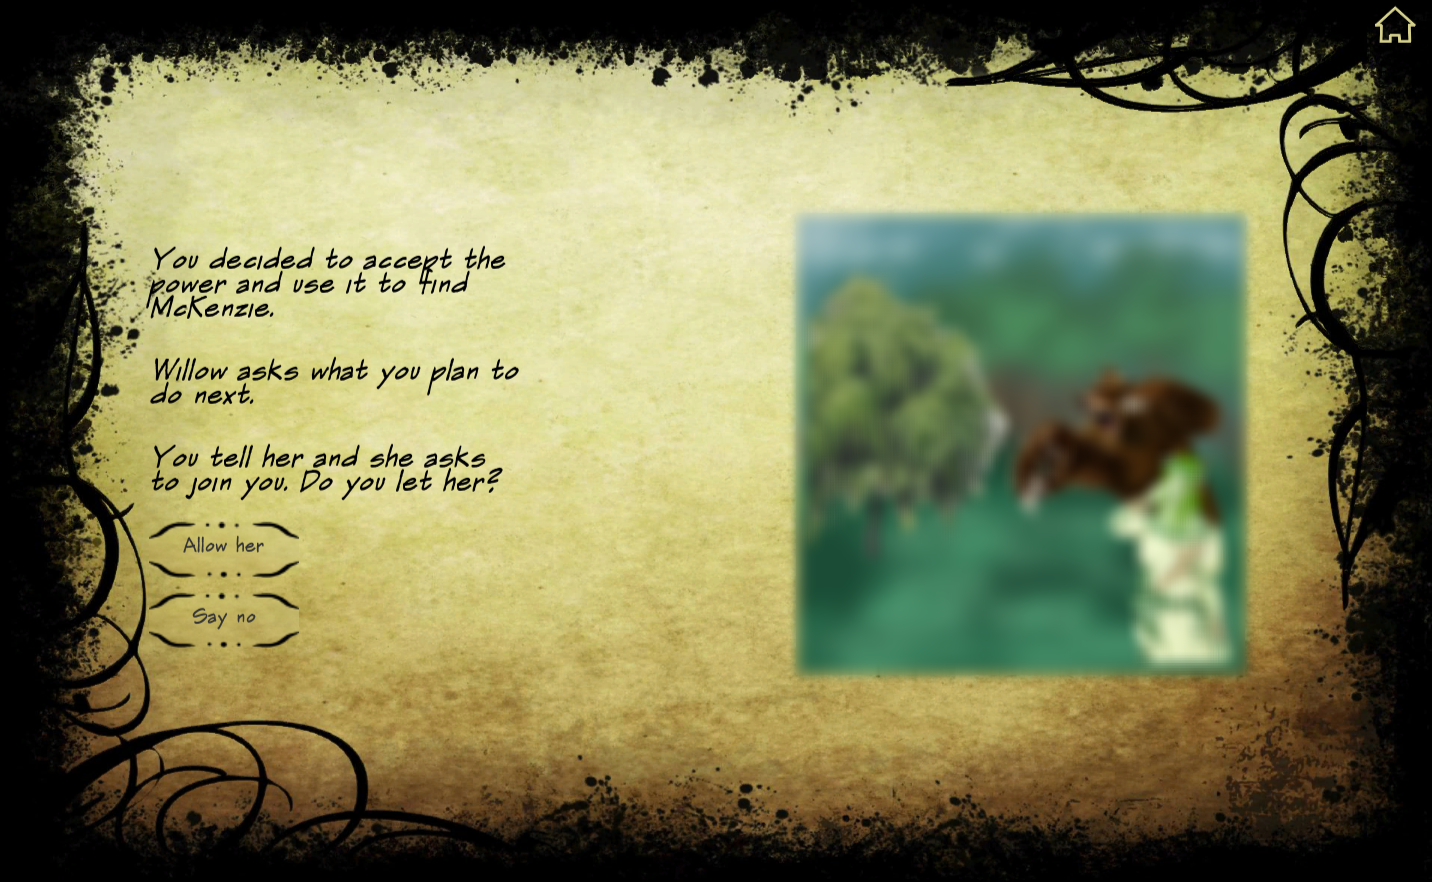 You decided to accept the
power and use it to find
McKenzie.
Willow asks what you plan to
do next.
You tell her and she asks
to join you. Do you let her?
Allow her
Say no